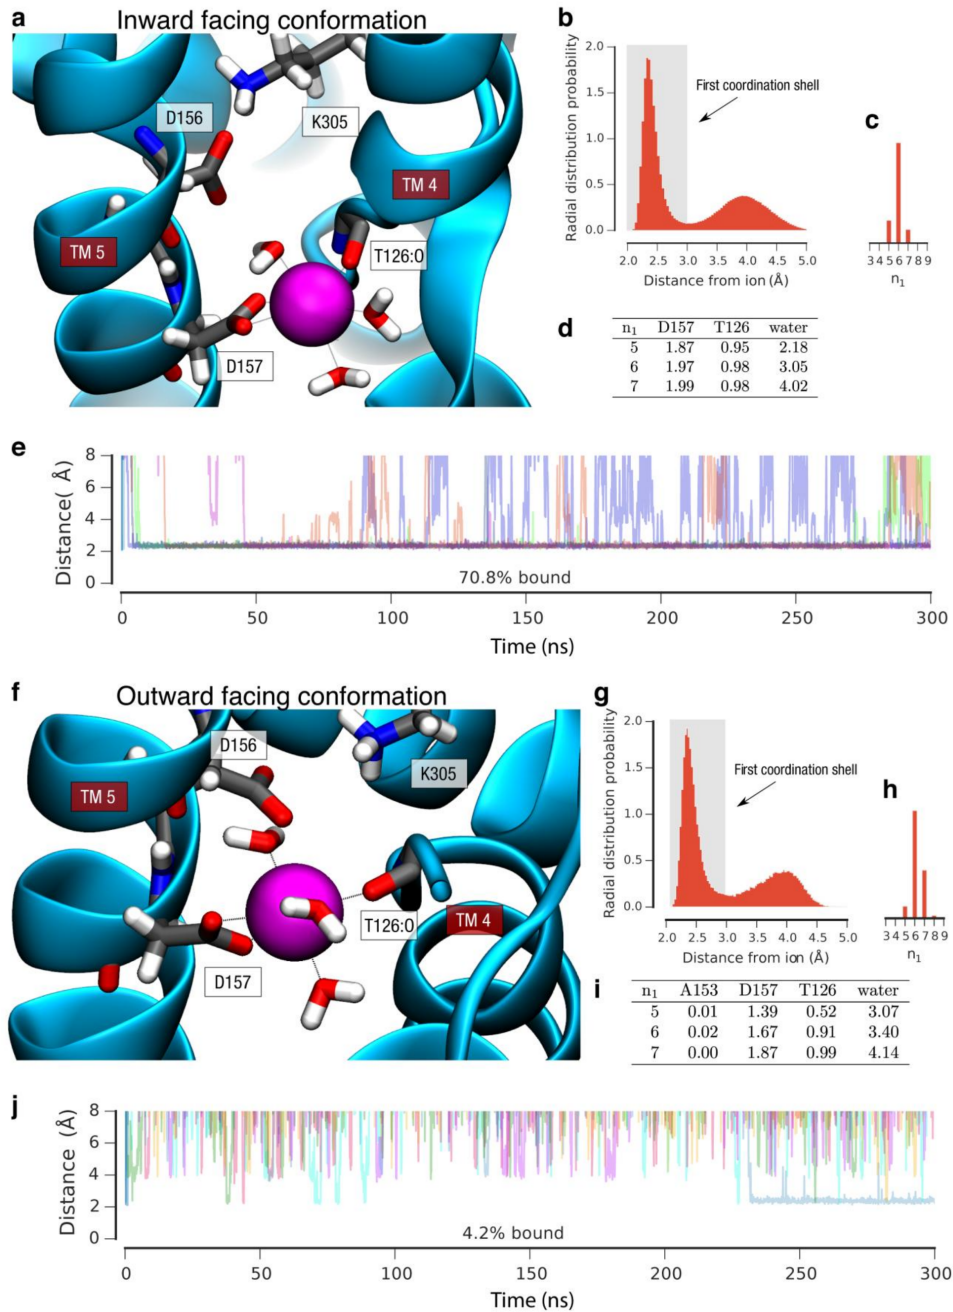 a
Inward facing conformation
D156
K305
TM 4
TM 5
T126:O
D157
b
Radial distribution probability
2.0
1.5
1.0
0.5
0.0
First coordination shell
2.0 2.5 3.0 3.5 4.0 4.5 5.0
Distance from ion (Å)
c
3 4 5 6 7 8 9
n1
d
n1 D157 T126 water
5 1.87 0.95 2.18
6 1.97 0.98 3.05
7 1.99 0.98 4.02
e
Distance( Å)
8
6
4
2
0
70.8% bound
0 50 100 150 200 250 300
Time (ns)
f
Outward facing conformation
D156
K305
TM 5
T126:O
TM 4
D157
g
Radial distribution probability
2.0
1.5
1.0
0.5
0.0
First coordination shell
2.0 2.5 3.0 3.5 4.0 4.5 5.0
Distance from ion (Å)
h
3 4 5 6 7 8 9
n1
i
n1 A153 D157 T126 water
5 0.01 1.39 0.52 3.07
6 0.02 1.67 0.91 3.40
7 0.00 1.87 0.99 4.14
j
Distance (Å)
8
6
4
2
0
4.2% bound
0 50 100 150 200 250 300
Time (ns)